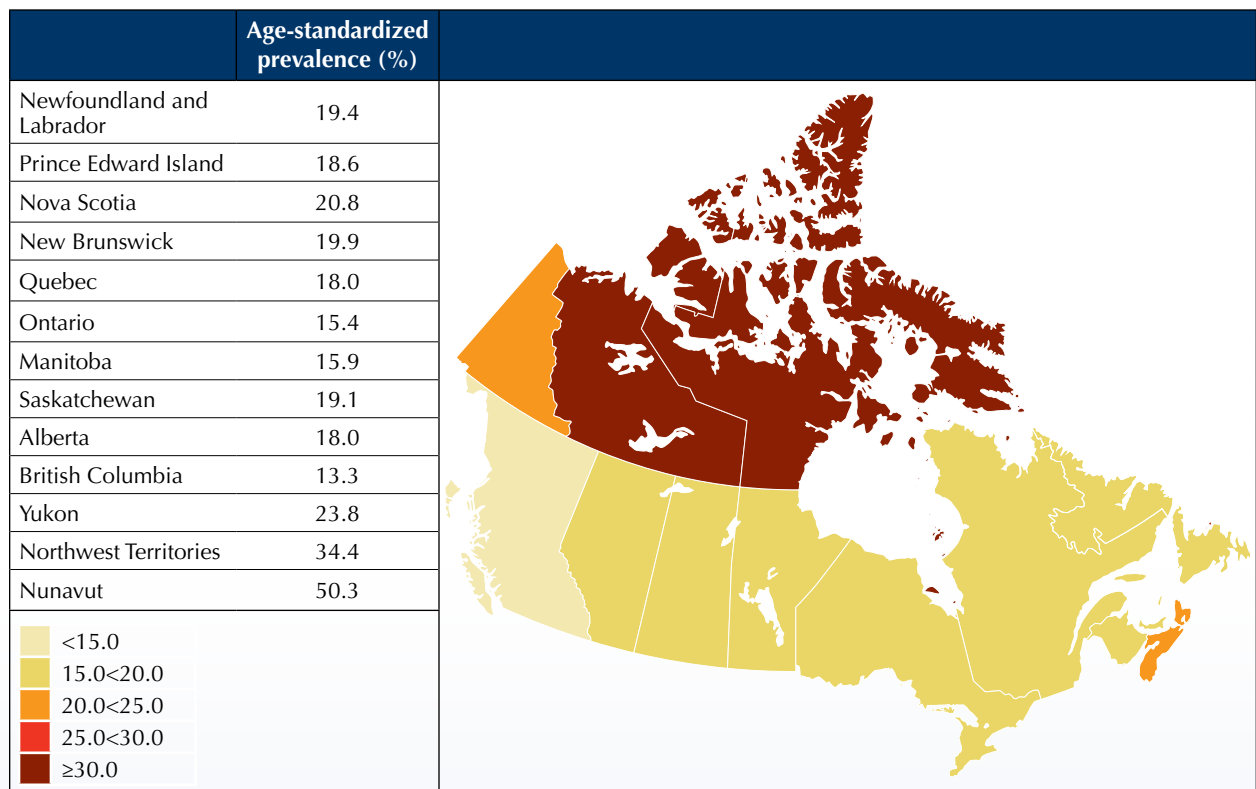 Age-standardized
prevalence (%)
Newfoundland and
Labrador 19.4
Prince Edward Island 18.6
Nova Scotia 20.8
New Brunswick 19.9
Quebec 18.0
Ontario 15.4
Manitoba 15.9
Saskatchewan 19.1
Alberta 18.0
British Columbia 13.3
Yukon 23.8
Northwest Territories 34.4
Nunavut 50.3
<15.0
15.0<20.0
20.0<25.0
25.0<30.0
≥30.0